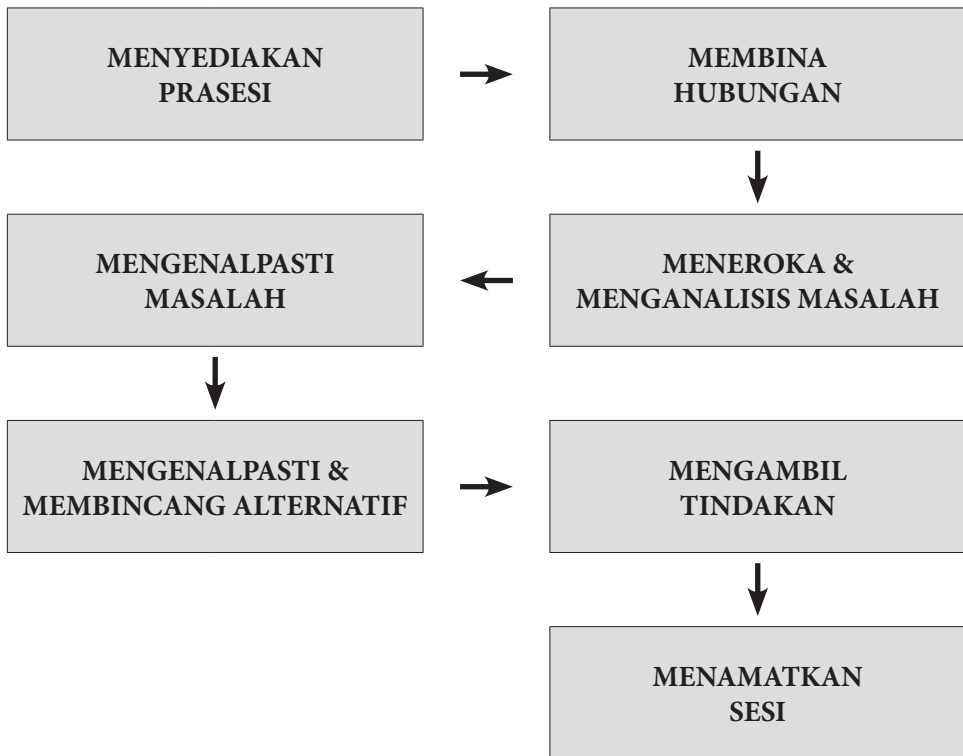 MENYEDIAKAN
PRASESI
MEMBINA
HUBUNGAN
MENEROKA &
MENGANALISIS MASALAH
MENGENALPASTI
MASALAH
MENGENALPASTI &
MEMBINCANG ALTERNATIF
MENGAMBIL
TINDAKAN
MENAMATKAN
SESI